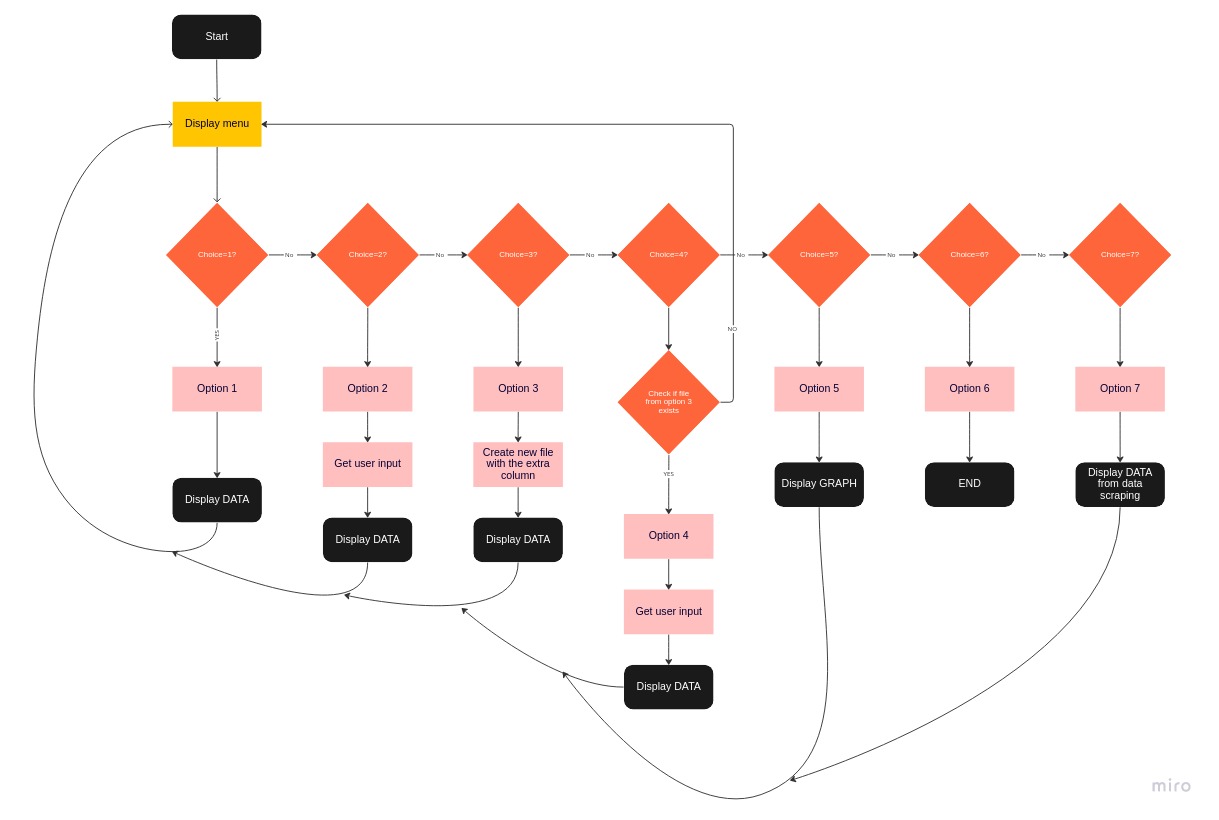 Start
Display menu
Choice=1?
No
Choice=2?
No
Choice=3?
No
Choice=4?
No
Choice=5?
No
Choice=6?
No
Choice=7?
YES
NO
Option 1
Option 2
Option 3
Check if file
from option 3
exists
Option 5
Option 6
Option 7
Get user input
Create new file
with the extra
column
YES
Display GRAPH
END
Display DATA
from data
scraping
Display DATA
Display DATA
Display DATA
Option 4
Get user input
Display DATA
miro